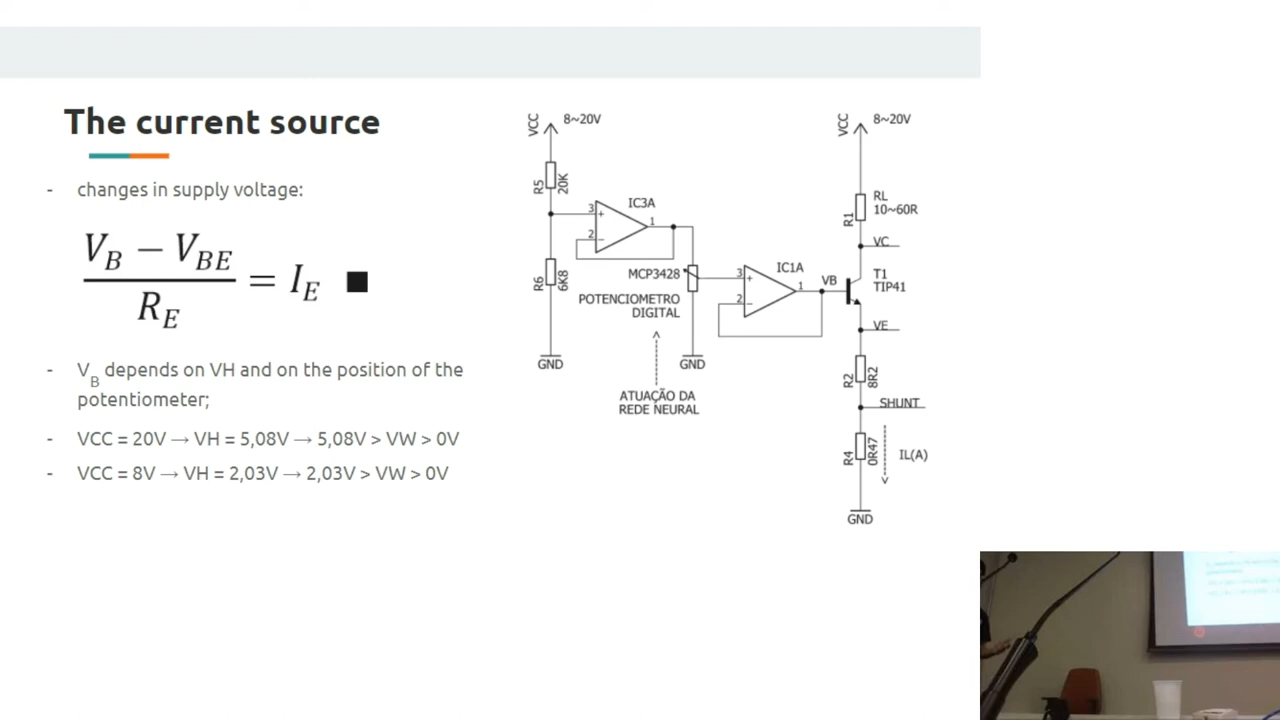 The current source
- changes in supply voltage:
V_B − V_BE
R_E
= I_E ■
- V_B depends on VH and on the position of the
potentiometer;
- VCC = 20V → VH = 5,08V → 5,08V > VW > 0V
- VCC = 8V → VH = 2,03V → 2,03V > VW > 0V
VCC
8~20V
R5
20K
IC3A
3
+
1
2
−
R6
6K8
GND
MCP3428
POTENCIOMETRO
DIGITAL
GND
ATUAÇÃO DA
REDE NEURAL
IC1A
3
+
1
2
−
VB
VCC
8~20V
R1
RL
10~60R
VC
T1
TIP41
VE
R2
8R2
SHUNT
R4
0R47
IL(A)
GND